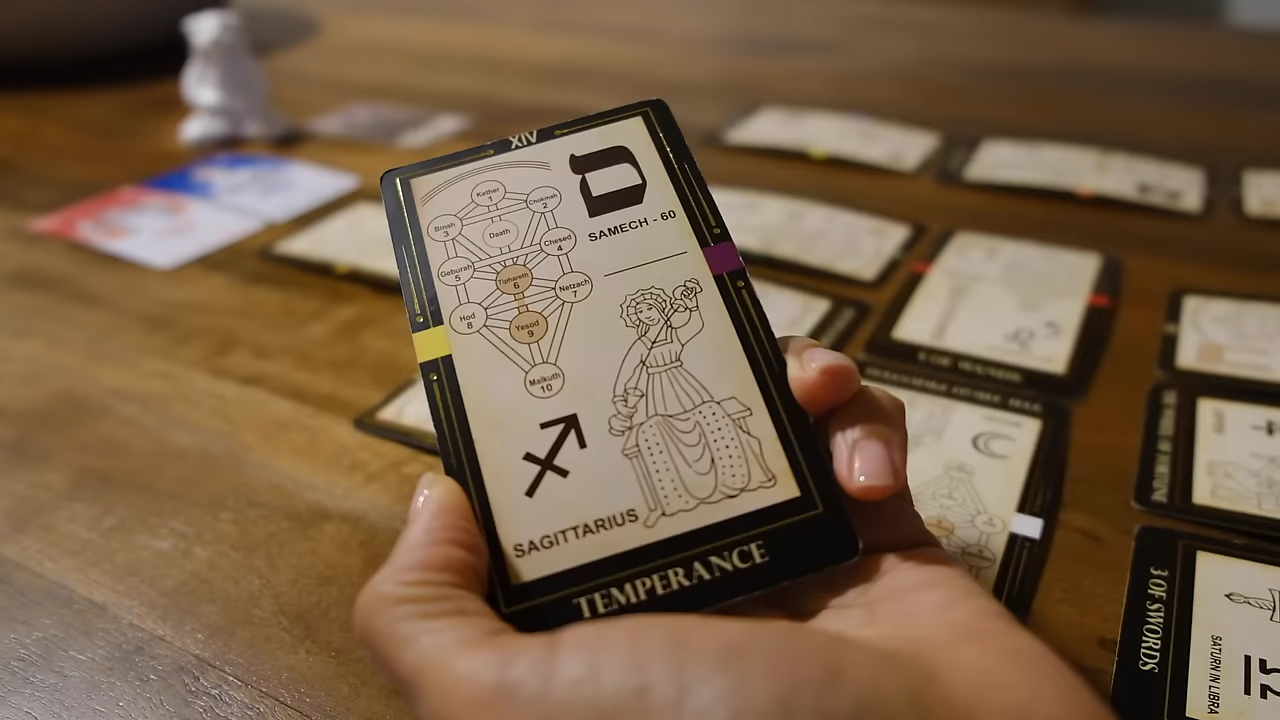 XIV
ס
SAMECH - 60
Kether
1
Chokmah
2
Binah
3
Daath
Chesed
4
Geburah
5
Tiphareth
6
Netzach
7
Hod
8
Yesod
9
Malkuth
10
SAGITTARIUS
TEMPERANCE
3 OF SWORDS
SATURN IN LIBRA